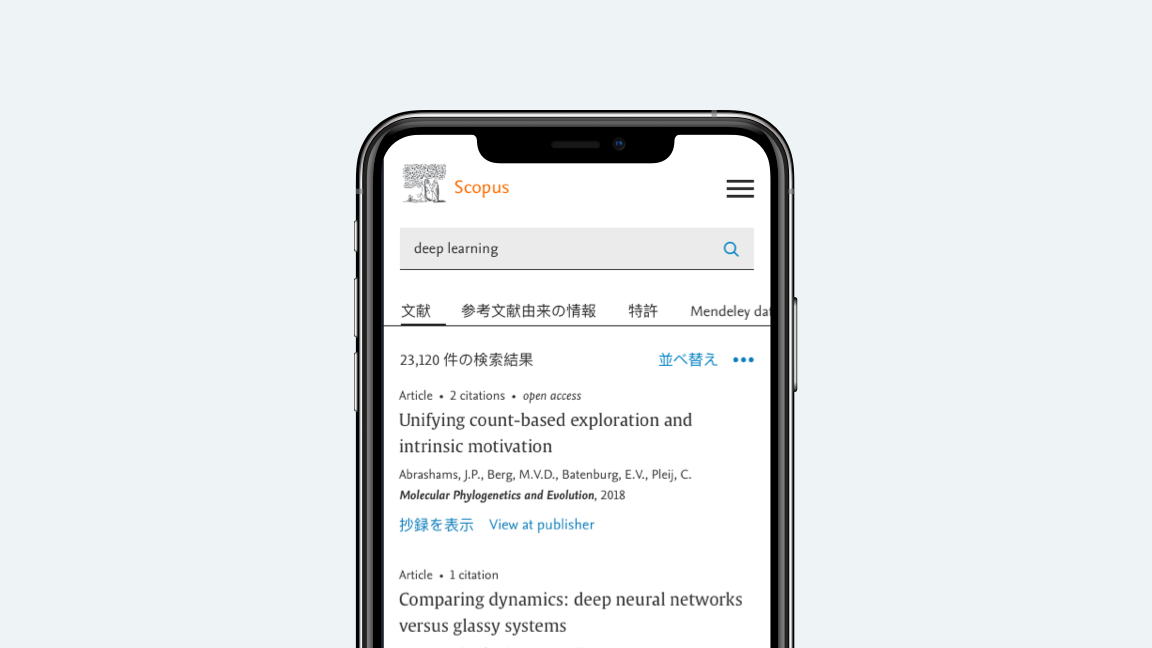 Scopus
deep learning
文献 参考文献由来の情報 特許 Mendeley dat
23,120 件の検索結果 並べ替え •••
Article • 2 citations • open access
Unifying count-based exploration and
intrinsic motivation
Abrashams, J.P., Berg, M.V.D., Batenburg, E.V., Pleij, C.
Molecular Phylogenetics and Evolution, 2018
抄録を表示 View at publisher
Article • 1 citation
Comparing dynamics: deep neural networks
versus glassy systems